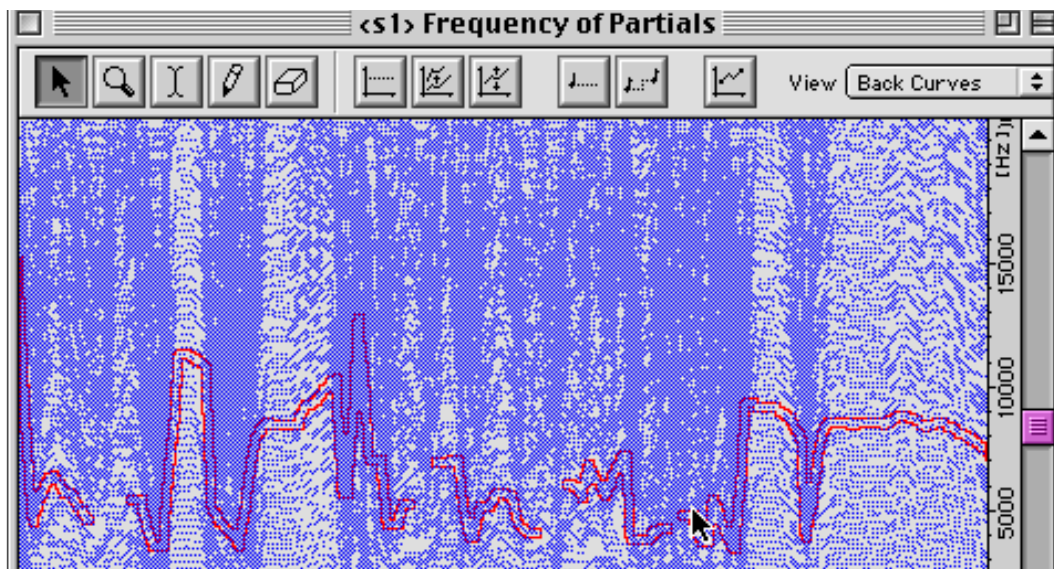 <s1> Frequency of Partials
View Back Curves
[HZ]
15000
10000
5000